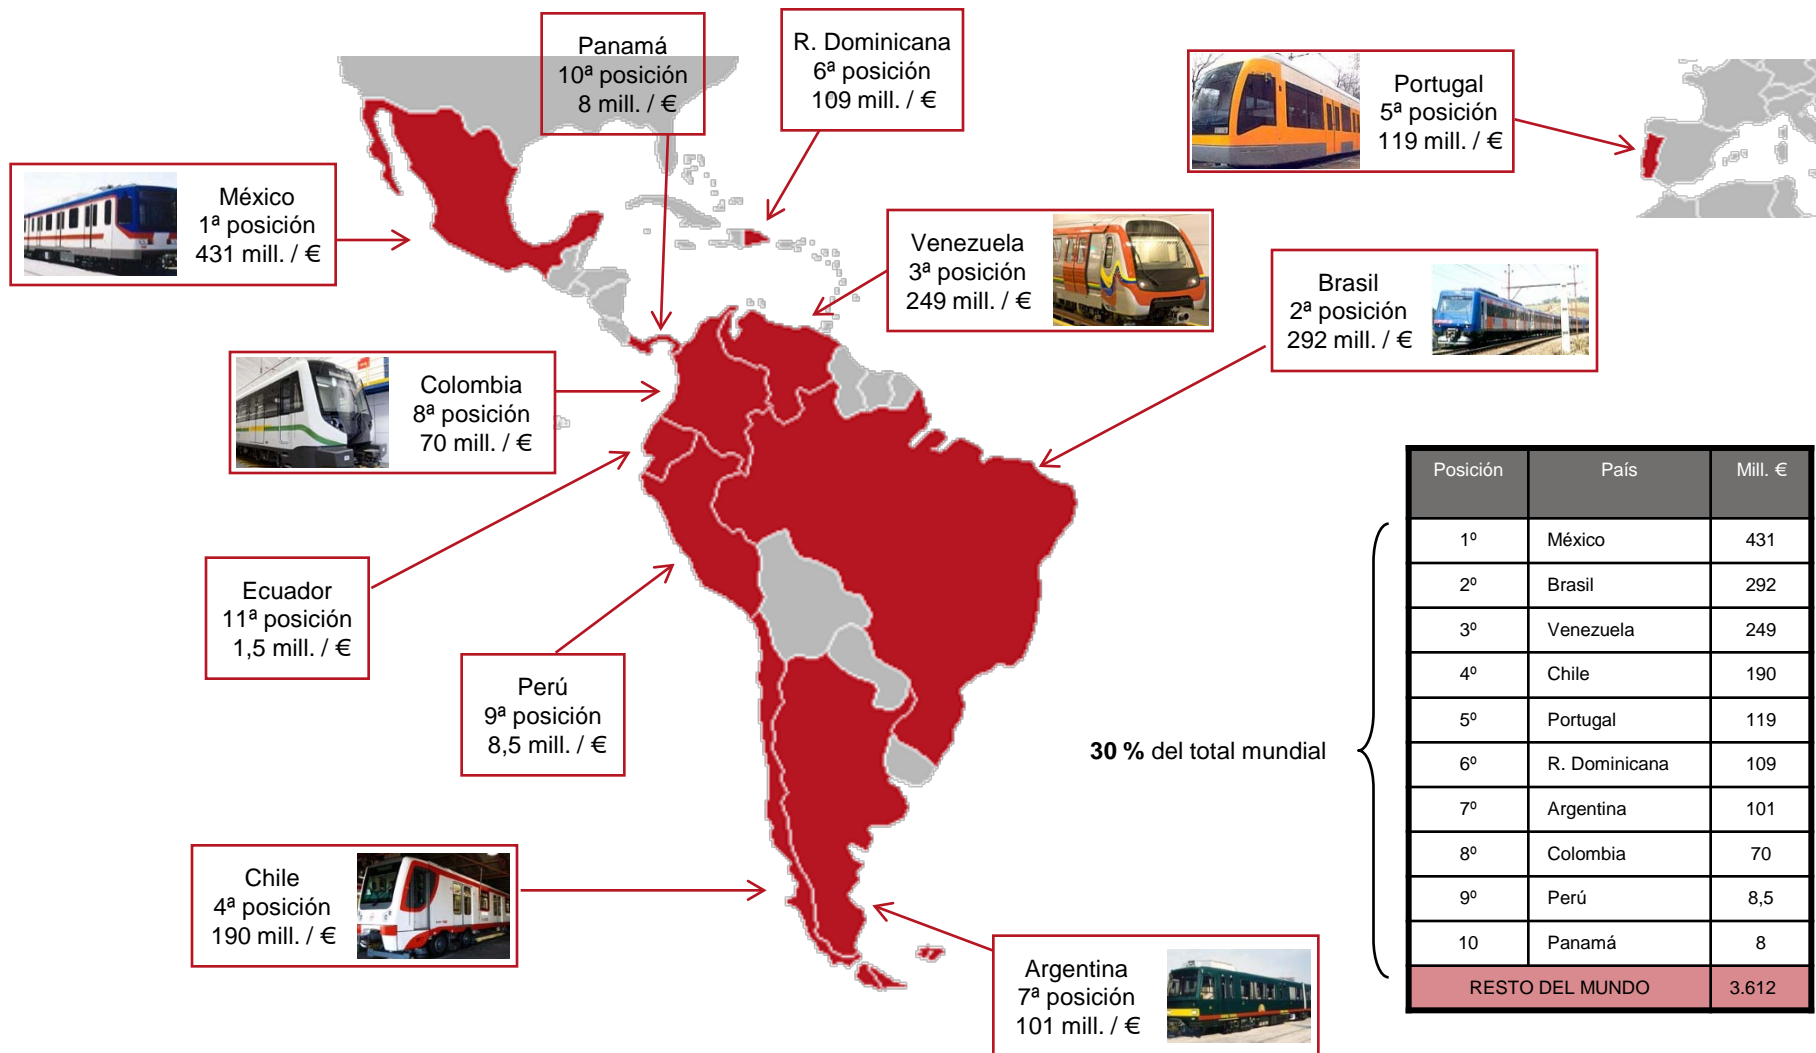 Panamá
10ª posición
8 mill. / €
R. Dominicana
6ª posición
109 mill. / €
Portugal
5ª posición
119 mill. / €
México
1ª posición
431 mill. / €
Venezuela
3ª posición
249 mill. / €
Brasil
2ª posición
292 mill. / €
Colombia
8ª posición
70 mill. / €
Ecuador
11ª posición
1,5 mill. / €
Perú
9ª posición
8,5 mill. / €
Chile
4ª posición
190 mill. / €
Argentina
7ª posición
101 mill. / €
30 % del total mundial
Posición País Mill. €
1º México 431
2º Brasil 292
3º Venezuela 249
4º Chile 190
5º Portugal 119
6º R. Dominicana 109
7º Argentina 101
8º Colombia 70
9º Perú 8,5
10 Panamá 8
RESTO DEL MUNDO 3.612